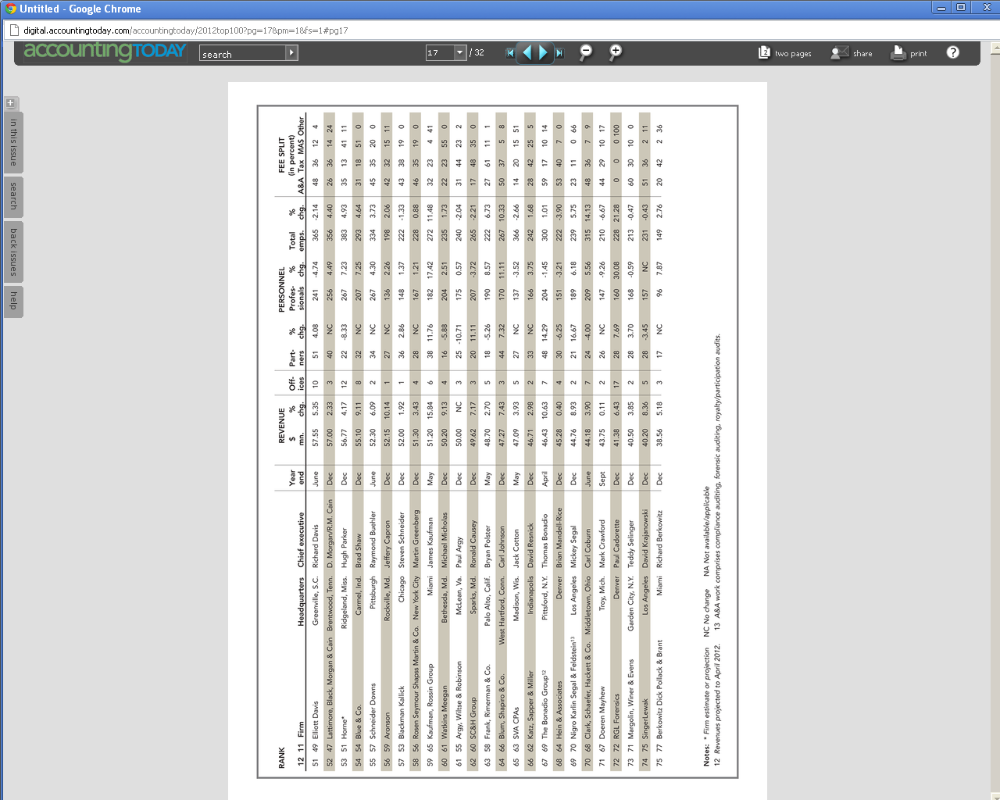 Untitled - Google Chrome
digital.accountingtoday.com/accountingtoday/2012top100?pg=17&pm=1&fs=1#pg17
accountingTODAY
search
17 / 32
two pages
share
print
?
in this issue
search
back issues
help
RANK REVENUE PERSONNEL FEE SPLIT
Year $ % Off- Part- % Profes- % Total % (in percent)
12 11 Firm Headquarters Chief executive end mn. chg. ices ners chg. sionals chg. emps. chg. A&A Tax MAS Other
51 49 Elliott Davis Greenville, S.C. Richard Davis June 57.55 5.35 10 51 4.08 241 -4.74 365 -2.14 48 36 12 4
52 47 Lattimore, Black, Morgan & Cain Brentwood, Tenn. D. Morgan/R.M. Cain Dec 57.00 2.33 3 40 NC 256 4.49 356 4.40 26 36 14 24
53 51 Horne* Ridgeland, Miss. Hugh Parker Dec 56.77 4.17 12 22 -8.33 267 7.23 383 4.93 35 13 41 11
54 54 Blue & Co. Carmel, Ind. Brad Shaw Dec 55.10 9.11 8 32 NC 207 7.25 293 4.64 31 18 51 0
55 57 Schneider Downs Pittsburgh Raymond Buehler June 52.30 6.09 2 34 NC 267 4.30 334 3.73 45 35 20 0
56 59 Aronson Rockville, Md. Jeffery Capron Dec 52.15 10.14 1 27 NC 136 2.26 198 2.06 42 32 15 11
57 53 Blackman Kallick Chicago Steven Schneider Dec 52.00 1.92 1 36 2.86 148 1.37 222 -1.33 43 38 19 0
58 56 Rosen Seymour Shapss Martin & Co. New York City Martin Greenberg Dec 51.30 3.43 4 28 NC 167 1.21 228 0.88 46 35 19 0
59 65 Kaufman, Rossin Group Miami James Kaufman May 51.20 15.84 6 38 11.76 182 17.42 272 11.48 32 23 4 41
60 61 Watkins Meegan Bethesda, Md. Michael Micholas Dec 50.20 9.13 4 16 -5.88 204 2.51 235 1.73 22 23 55 0
61 55 Argy, Wiltse & Robinson McLean, Va. Paul Argy Dec 50.00 NC 3 25 -10.71 175 0.57 240 -2.04 31 44 23 2
62 60 SC&H Group Sparks, Md. Ronald Causey Dec 49.62 7.17 3 20 11.11 207 -3.72 265 -2.21 17 48 35 0
63 58 Frank, Rimerman & Co. Palo Alto, Calif. Bryan Polster May 48.70 2.70 5 18 -5.26 190 8.57 222 6.73 27 61 11 1
64 66 Blum, Shapiro & Co. West Hartford, Conn. Carl Johnson Dec 47.27 7.43 3 44 7.32 170 11.11 267 10.33 50 37 5 8
65 63 SVA CPAs Madison, Wis. Jack Cotton May 47.09 3.93 5 27 NC 137 -3.52 366 -2.66 14 20 15 51
66 62 Katz, Sapper & Miller Indianapolis David Resnick Dec 46.71 2.98 2 33 NC 166 3.75 242 1.68 28 42 25 5
67 69 The Bonadio Group12 Pittsford, N.Y. Thomas Bonadio April 46.43 10.63 7 48 14.29 204 -1.45 300 1.01 59 17 10 14
68 64 Hein & Associates Denver Brian Mandell-Rice Dec 45.28 0.40 4 30 -6.25 151 -3.21 222 -3.90 53 40 7 0
69 70 Nigro Karlin Segal & Feldstein13 Los Angeles Mickey Segal Dec 44.76 8.93 2 21 16.67 189 6.18 239 5.75 23 11 0 66
70 68 Clark, Schaefer, Hackett & Co. Middletown, Ohio Carl Coburn June 44.18 3.90 7 24 -4.00 209 5.56 315 14.13 48 36 7 9
71 67 Doeren Mayhew Troy, Mich. Mark Crawford Sept 43.75 0.11 2 26 NC 147 -9.26 210 -6.67 44 29 10 17
72 72 RGL Forensics Denver Paul Cadorette Dec 41.38 6.43 17 28 7.69 160 30.08 228 21.28 0 0 0 100
73 71 Margolin, Winer & Evens Garden City, N.Y. Teddy Selinger Dec 40.50 3.85 2 28 3.70 168 -0.59 213 -0.47 60 30 10 0
74 75 SingerLewak Los Angeles David Krajanowski Dec 40.20 8.36 5 28 -3.45 157 NC 231 -0.43 51 36 2 11
75 77 Berkowitz Dick Pollack & Brant Miami Richard Berkowitz Dec 38.56 5.18 3 17 NC 96 7.87 149 2.76 20 42 2 36
Notes: * Firm estimate or projection NC No change NA Not available/applicable
12 Revenues projected to April 2012. 13 A&A work comprises compliance auditing, forensic auditing, royalty/participation audits.